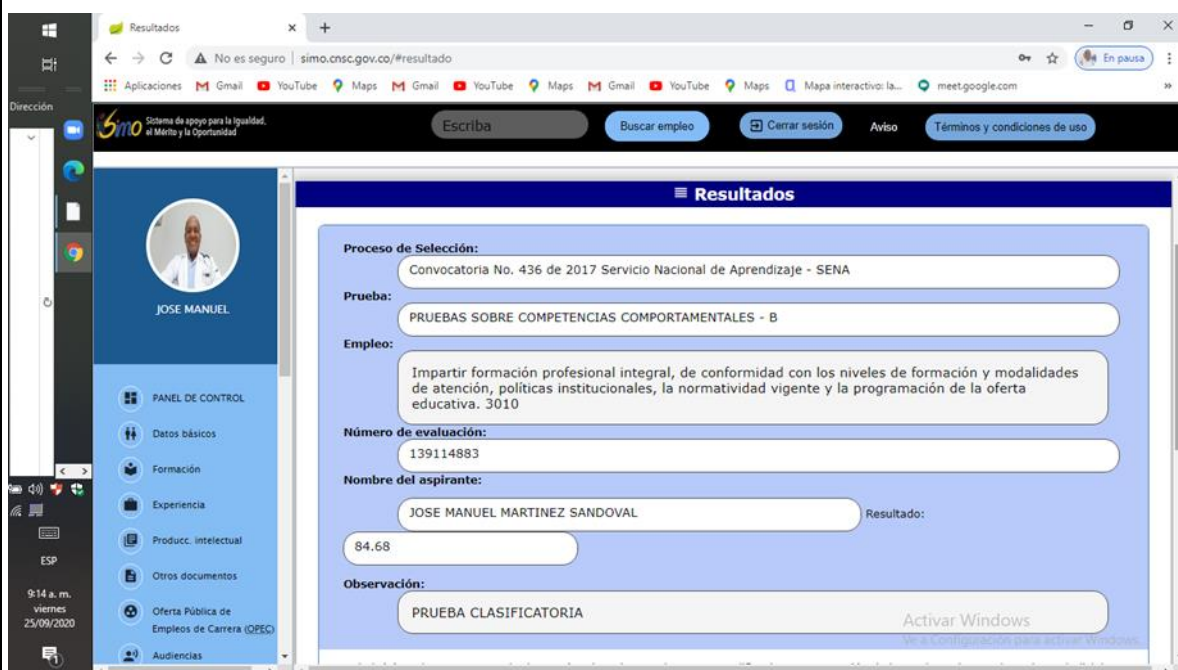 Resultados
No es seguro
simo.cnsc.gov.co/#resultado
En pausa
Aplicaciones
Gmail
YouTube
Maps
Gmail
YouTube
Maps
Gmail
YouTube
Maps
Mapa interactivo: la...
meet.google.com
Dirección
Simo
Sistema de apoyo para la Igualdad,
el Mérito y la Oportunidad
Escriba
Buscar empleo
Cerrar sesión
Aviso
Términos y condiciones de uso
JOSE MANUEL
PANEL DE CONTROL
Datos básicos
Formación
Experiencia
Producc. intelectual
Otros documentos
Oferta Pública de
Empleos de Carrera (OPEC)
Audiencias
Resultados
Proceso de Selección:
Convocatoria No. 436 de 2017 Servicio Nacional de Aprendizaje - SENA
Prueba:
PRUEBAS SOBRE COMPETENCIAS COMPORTAMENTALES - B
Empleo:
Impartir formación profesional integral, de conformidad con los niveles de formación y modalidades
de atención, políticas institucionales, la normatividad vigente y la programación de la oferta
educativa. 3010
Número de evaluación:
139114883
Nombre del aspirante:
JOSE MANUEL MARTINEZ SANDOVAL
Resultado:
84.68
Observación:
PRUEBA CLASIFICATORIA
Activar Windows
Ve a Configuración para activar Windows.
ESP
9:14 a. m.
viernes
25/09/2020